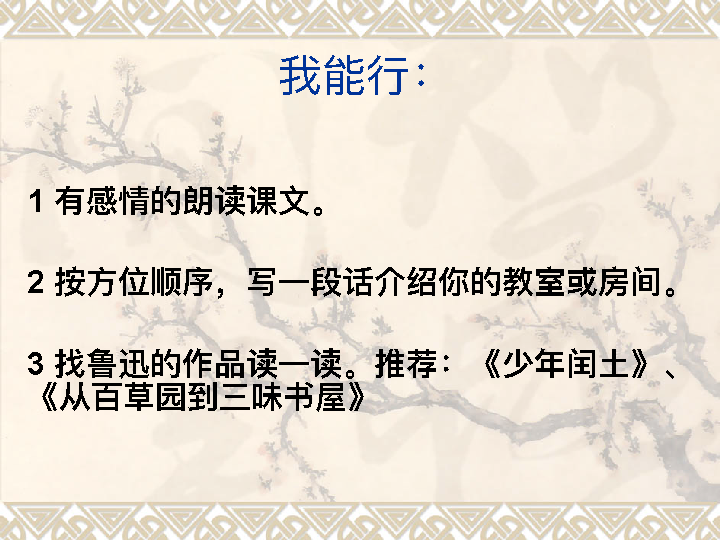 我能行：
1 有感情的朗读课文。
2 按方位顺序，写一段话介绍你的教室或房间。
3 找鲁迅的作品读一读。推荐：《少年闰土》、
《从百草园到三味书屋》